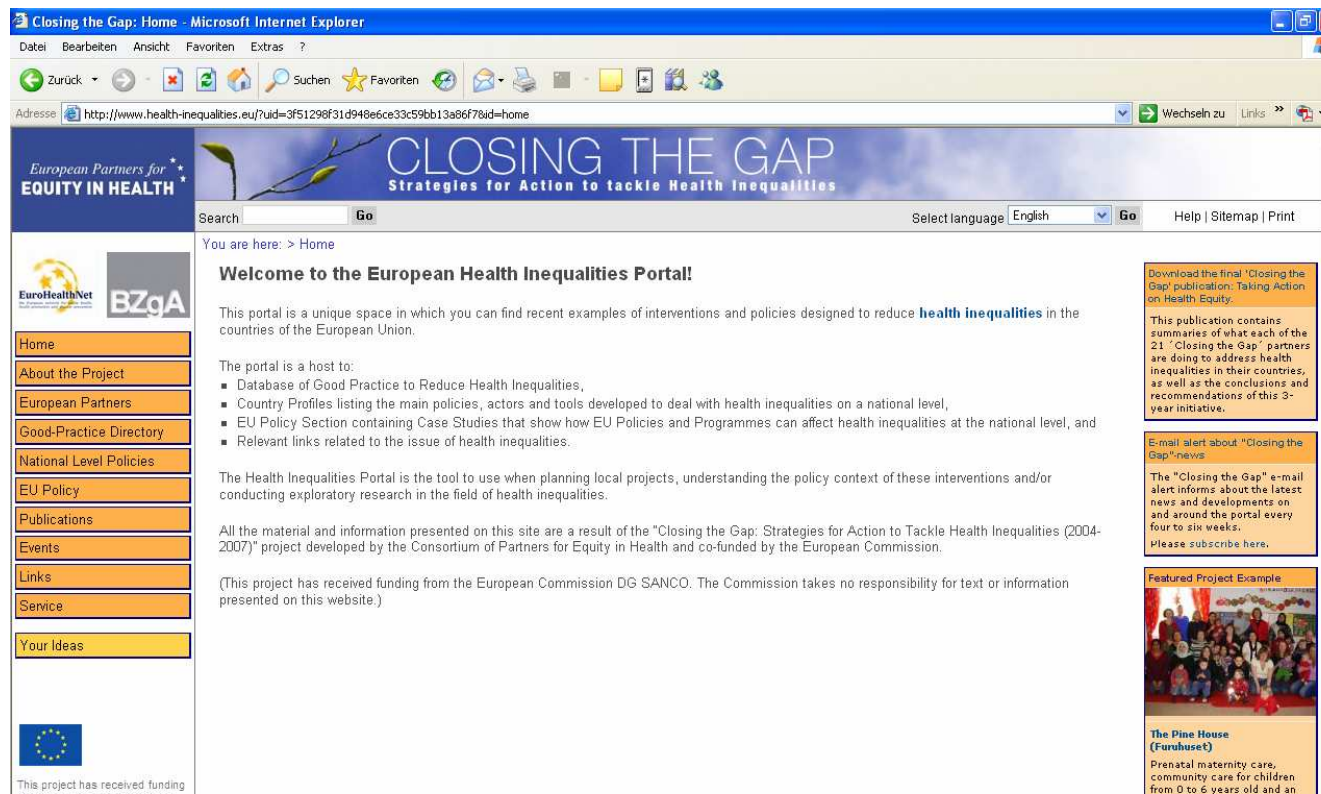 Closing the Gap: Home - Microsoft Internet Explorer
Datei Bearbeiten Ansicht Favoriten Extras ?
Zurück Suchen Favoriten
Adresse http://www.health-inequalities.eu/?uid=3f51298f31d948e6ce33c59bb13a86f7&id=home Wechseln zu Links »
European Partners for
EQUITY IN HEALTH
CLOSING THE GAP
Strategies for Action to tackle Health Inequalities
Search Go Select language English Go Help | Sitemap | Print
You are here: > Home
EuroHealthNet
BZgA
Home
About the Project
European Partners
Good-Practice Directory
National Level Policies
EU Policy
Publications
Events
Links
Service
Your Ideas
This project has received funding
Welcome to the European Health Inequalities Portal!
This portal is a unique space in which you can find recent examples of interventions and policies designed to reduce health inequalities in the
countries of the European Union.
The portal is a host to:
▪ Database of Good Practice to Reduce Health Inequalities,
▪ Country Profiles listing the main policies, actors and tools developed to deal with health inequalities on a national level,
▪ EU Policy Section containing Case Studies that show how EU Policies and Programmes can affect health inequalities at the national level, and
▪ Relevant links related to the issue of health inequalities.
The Health Inequalities Portal is the tool to use when planning local projects, understanding the policy context of these interventions and/or
conducting exploratory research in the field of health inequalities.
All the material and information presented on this site are a result of the "Closing the Gap: Strategies for Action to Tackle Health Inequalities (2004-
2007)" project developed by the Consortium of Partners for Equity in Health and co-funded by the European Commission.
(This project has received funding from the European Commission DG SANCO. The Commission takes no responsibility for text or information
presented on this website.)
Download the final 'Closing the
Gap' publication: Taking Action
on Health Equity.
This publication contains
summaries of what each of the
21 ´Closing the Gap´ partners
are doing to address health
inequalities in their countries,
as well as the conclusions and
recommendations of this 3-
year initiative.
E-mail alert about "Closing the
Gap"-news
The "Closing the Gap" e-mail
alert informs about the latest
news and developments on
and around the portal every
four to six weeks.
Please subscribe here.
Featured Project Example
The Pine House
(Furuhuset)
Prenatal maternity care,
community care for children
from 0 to 6 years old and an